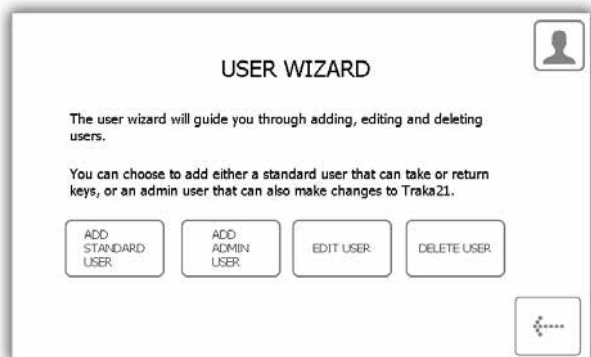 USER WIZARD
The user wizard will guide you through adding, editing and deleting
users.
You can choose to add either a standard user that can take or return
keys, or an admin user that can also make changes to Traka21.
ADD
STANDARD
USER
ADD
ADMIN
USER
EDIT USER
DELETE USER